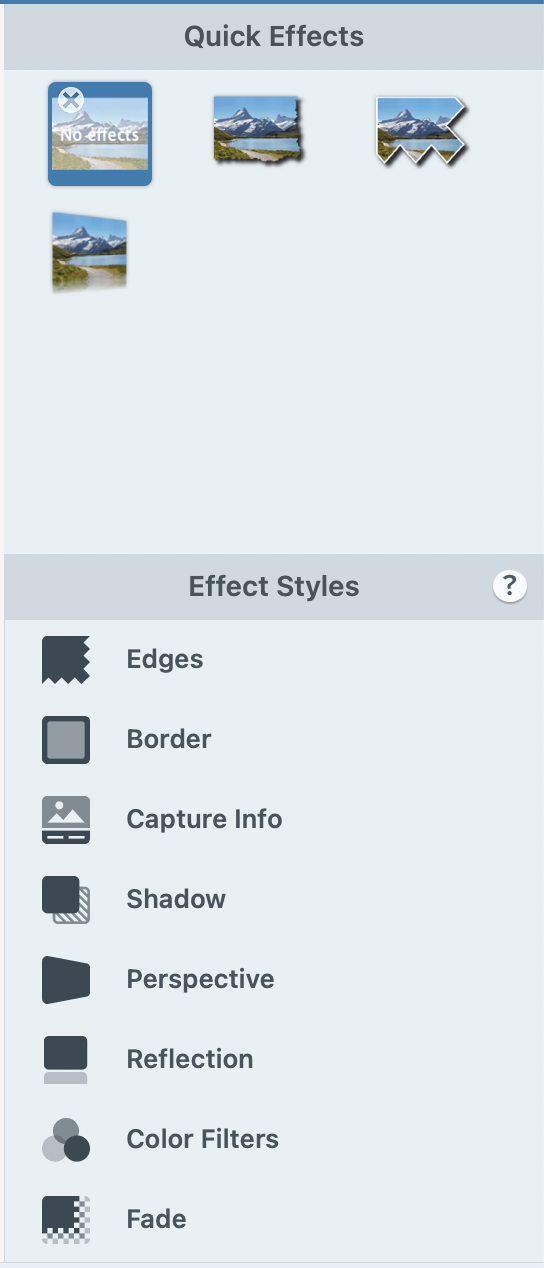 Quick Effects
No effects
Effect Styles
?
Edges
Border
Capture Info
Shadow
Perspective
Reflection
Color Filters
Fade